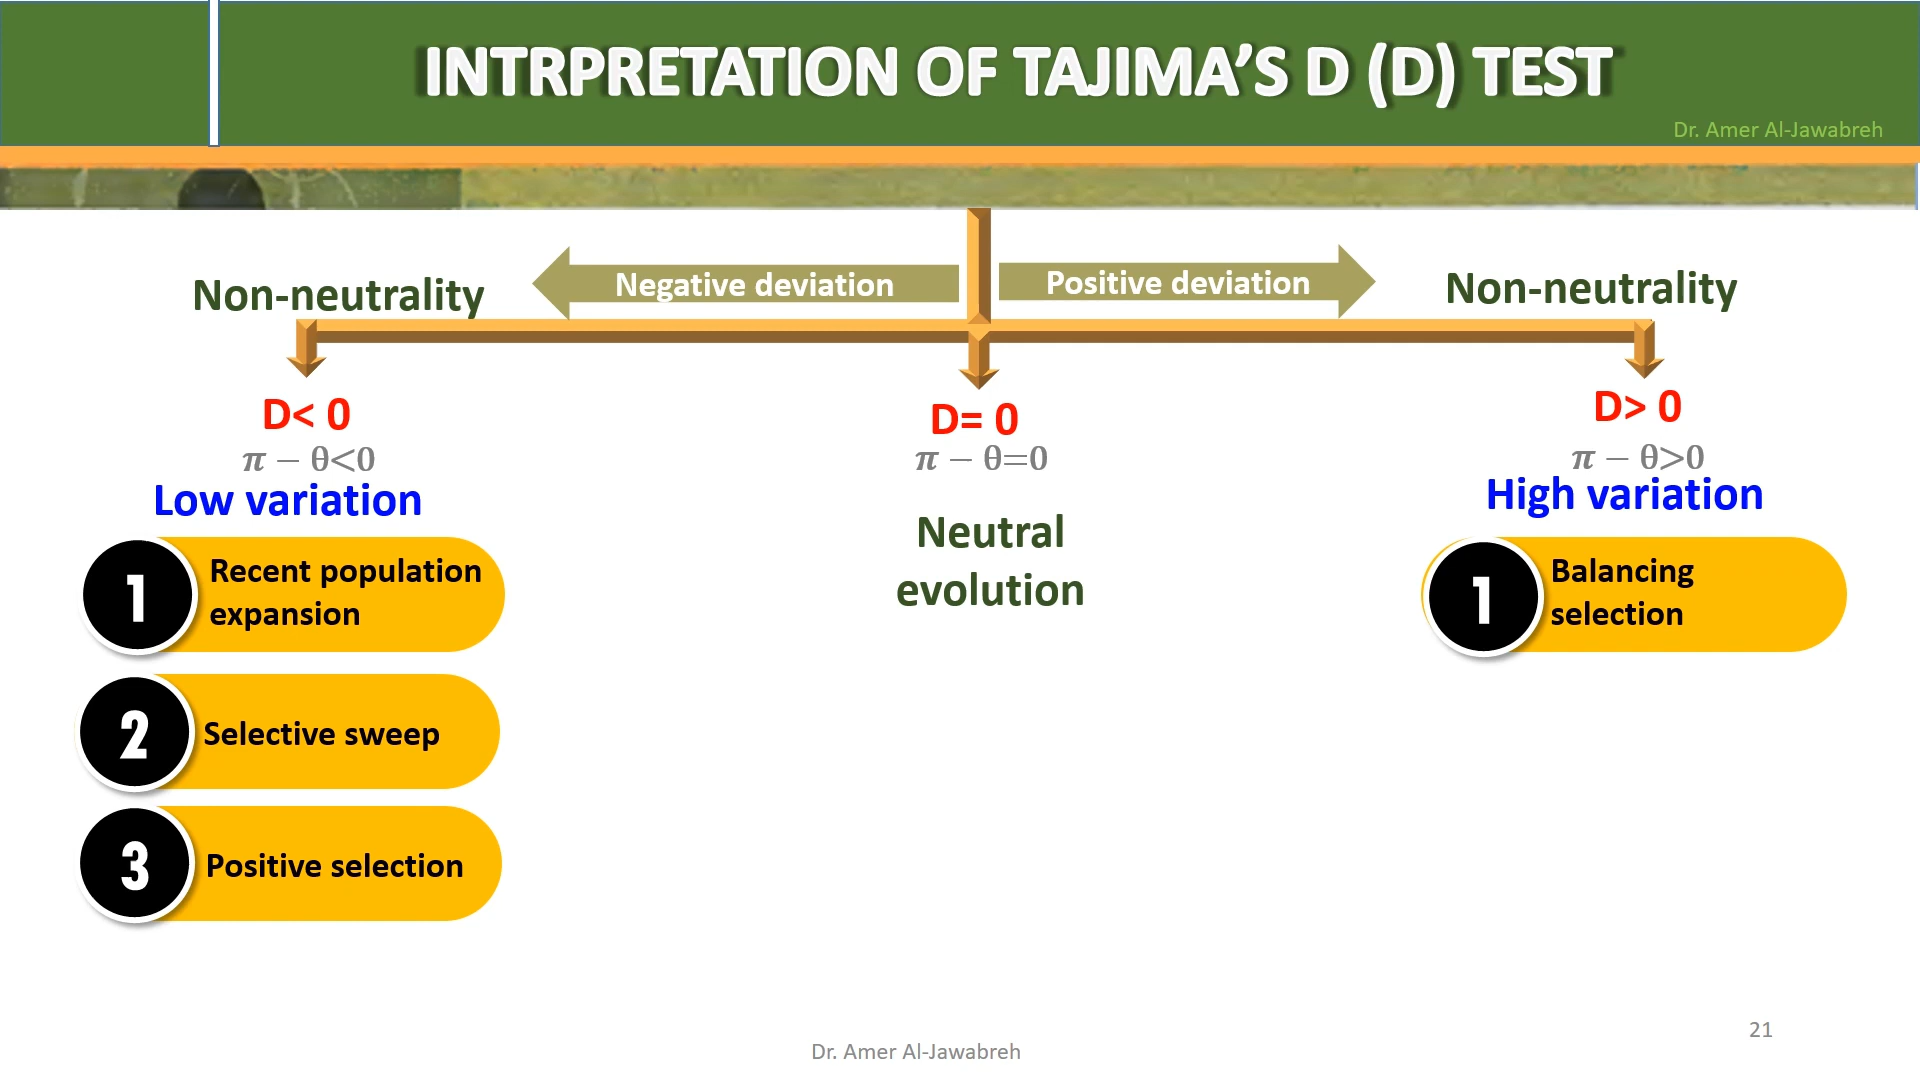 INTRPRETATION OF TAJIMA’S D (D) TEST
Dr. Amer Al-Jawabreh
Non-neutrality
Negative deviation
Positive deviation
Non-neutrality
D< 0
π − θ<0
Low variation
1
Recent population
expansion
2
Selective sweep
3
Positive selection
D= 0
π − θ=0
Neutral
evolution
D> 0
π − θ>0
High variation
1
Balancing
selection
Dr. Amer Al-Jawabreh
21